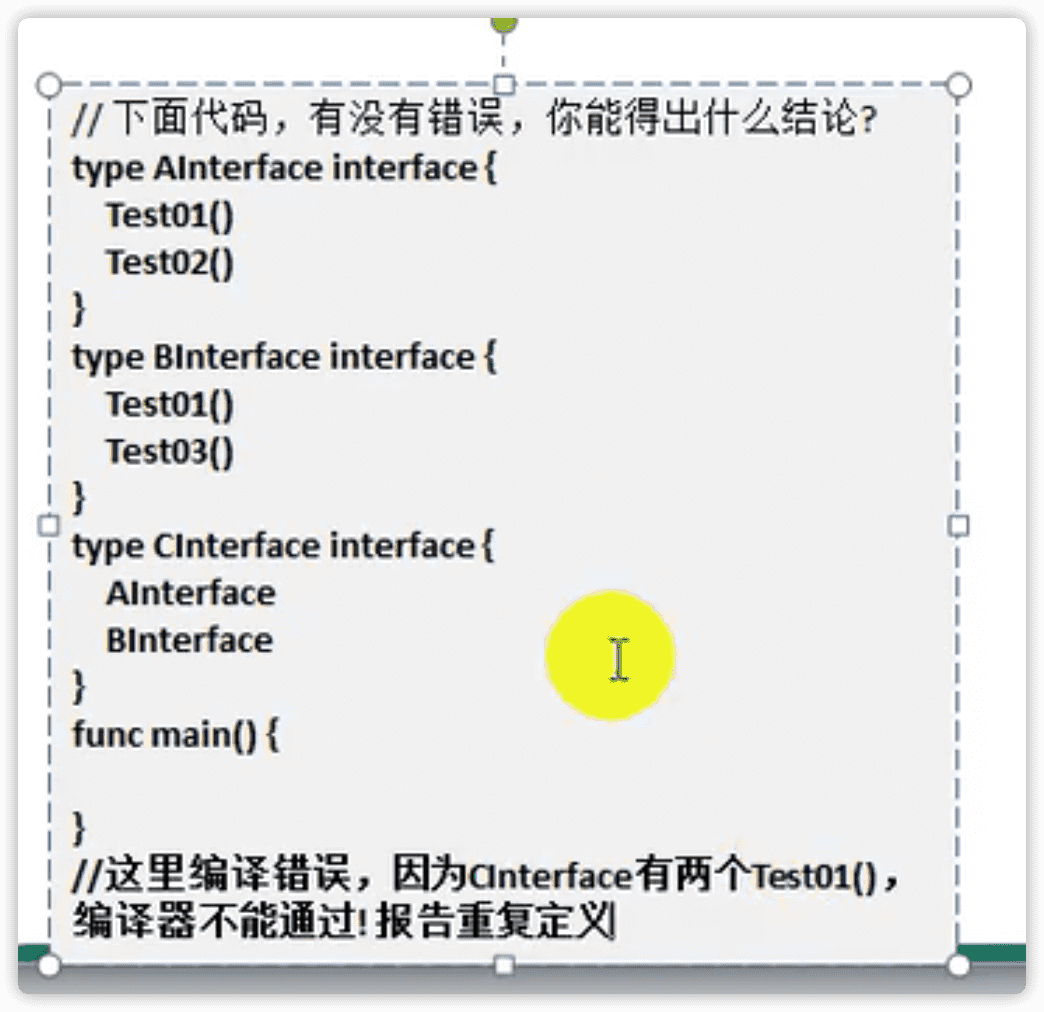 // 下面代码，有没有错误，你能得出什么结论?
type AInterface interface {
Test01()
Test02()
}
type BInterface interface {
Test01()
Test03()
}
type CInterface interface {
AInterface
BInterface
}
func main() {
}
//这里编译错误，因为CInterface有两个Test01()，
编译器不能通过! 报告重复定义